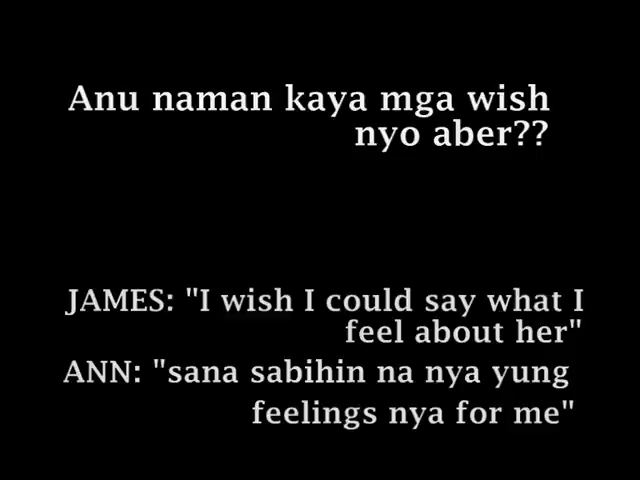 Anu naman kaya mga wish
nyo aber??
JAMES: "I wish I could say what I
feel about her"
ANN: "sana sabihin na nya yung
feelings nya for me"